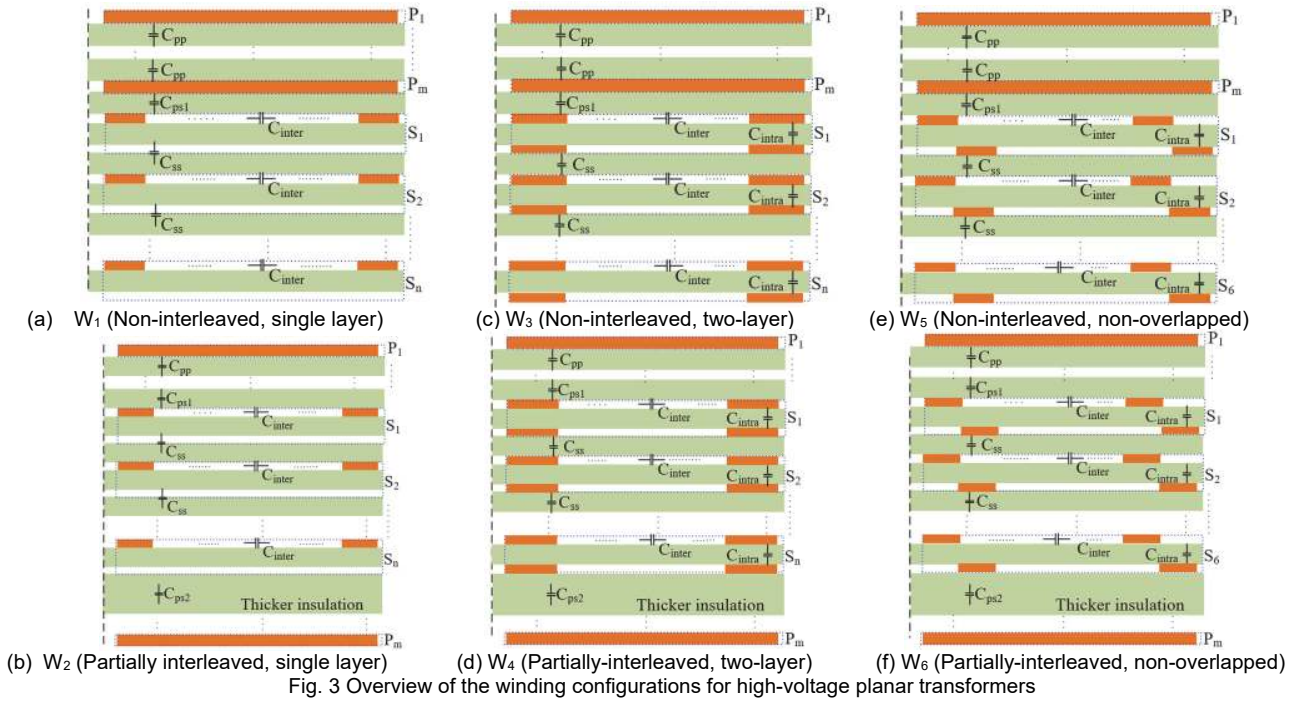 P1
Cpp
Cpp
Pm
Cps1
Cinter
S1
Css
Cinter
S2
Css
Cinter
Sn
(a) W1 (Non-interleaved, single layer)
P1
Cpp
Cpp
Pm
Cps1
Cinter
Cintra
S1
Css
Cinter
Cintra
S2
Css
Cinter
Cintra
Sn
(c) W3 (Non-interleaved, two-layer)
P1
Cpp
Cpp
Pm
Cps1
Cinter
Cintra
S1
Css
Cinter
Cintra
S2
Css
Cinter
Cintra
S6
(e) W5 (Non-interleaved, non-overlapped)
P1
Cpp
Cps1
Cinter
S1
Css
Cinter
S2
Css
Cinter
Sn
Cps2
Thicker insulation
Pm
(b) W2 (Partially interleaved, single layer)
P1
Cpp
Cps1
Cinter
Cintra
S1
Css
Cinter
Cintra
S2
Css
Cinter
Cintra
Sn
Cps2
Thicker insulation
Pm
(d) W4 (Partially-interleaved, two-layer)
P1
Cpp
Cps1
Cinter
Cintra
S1
Css
Cinter
Cintra
S2
Css
Cinter
Cintra
S6
Cps2
Thicker insulation
Pm
(f) W6 (Partially-interleaved, non-overlapped)
Fig. 3 Overview of the winding configurations for high-voltage planar transformers